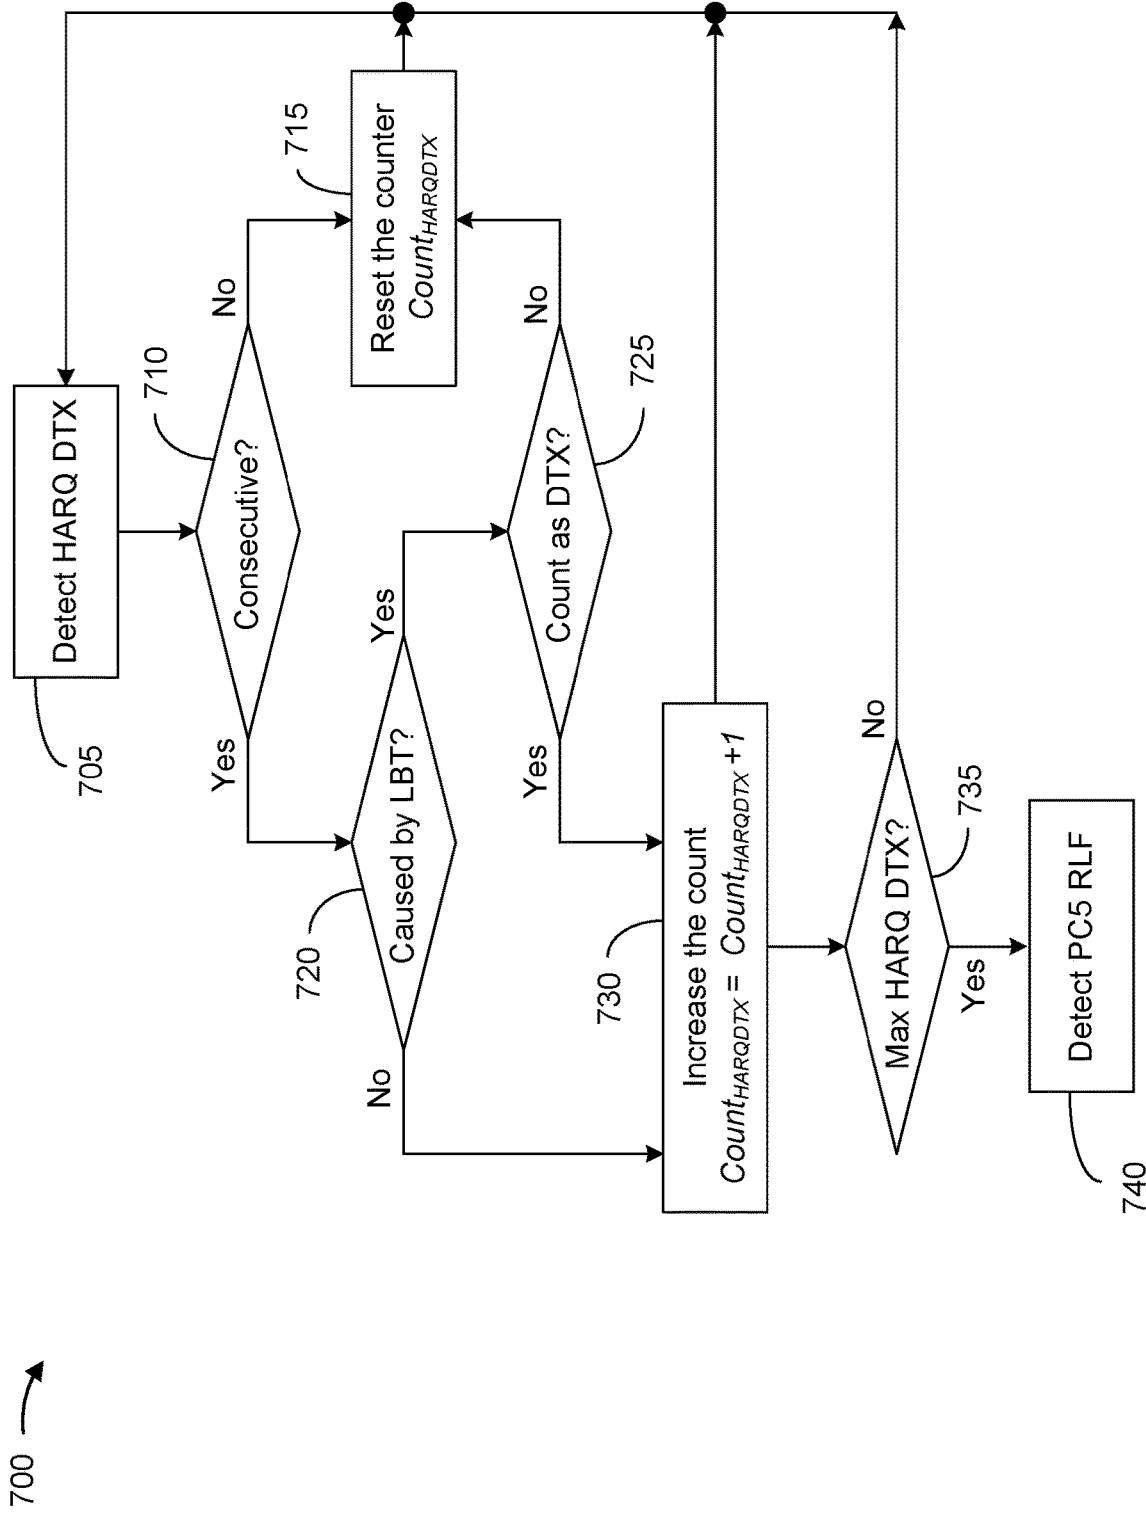 700
Detect HARQ DTX
705
Consecutive?
710
Yes
No
Reset the counter
Count_HARQDTX
715
Caused by LBT?
720
Yes
No
Count as DTX?
725
Yes
No
Increase the count
Count_HARQDTX = Count_HARQDTX +1
730
Max HARQ DTX?
735
No
Yes
Detect PC5 RLF
740